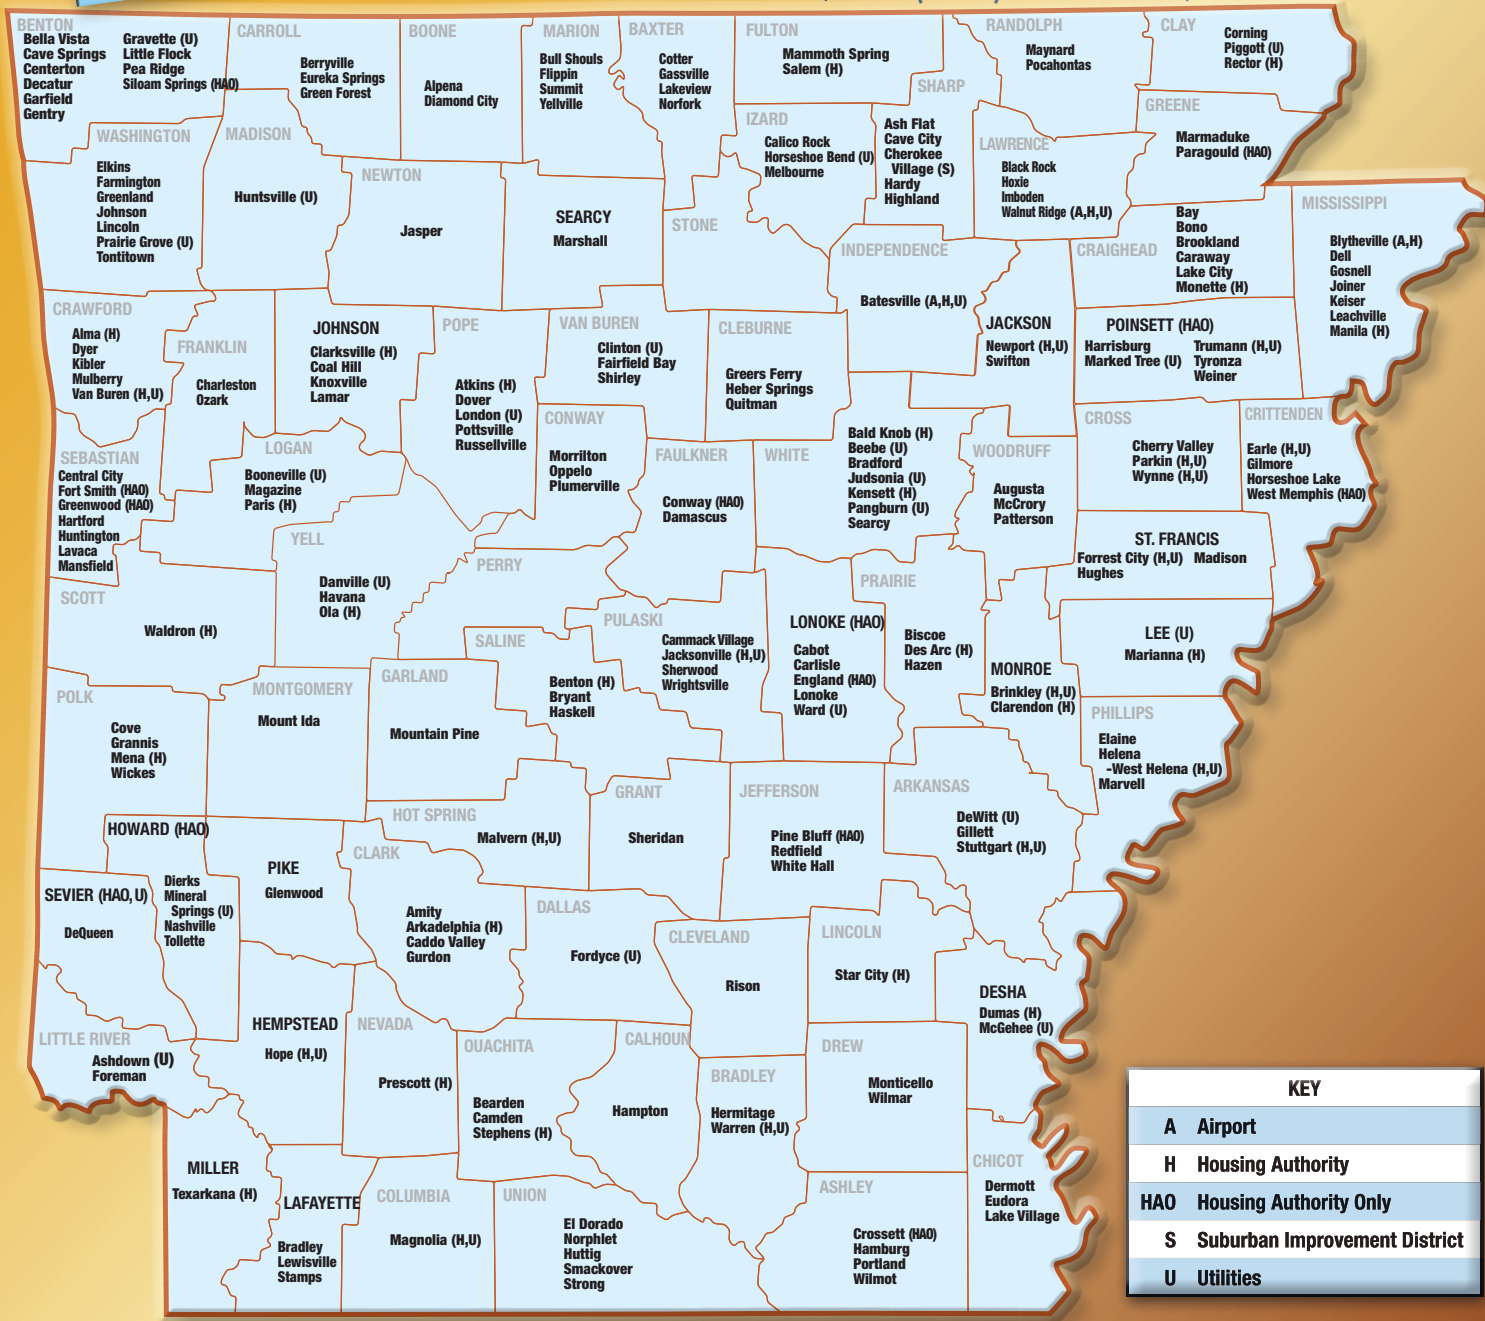 BENTON
Bella Vista
Cave Springs
Centerton
Decatur
Garfield
Gentry
Gravette (U)
Little Flock
Pea Ridge
Siloam Springs (HAO)
CARROLL
Berryville
Eureka Springs
Green Forest
BOONE
Alpena
Diamond City
MARION
Bull Shouls
Flippin
Summit
Yellville
BAXTER
Cotter
Gassville
Lakeview
Norfork
FULTON
Mammoth Spring
Salem (H)
SHARP
Ash Flat
Cave City
Cherokee
Village (S)
Hardy
Highland
RANDOLPH
Maynard
Pocahontas
CLAY
Corning
Piggott (U)
Rector (H)
WASHINGTON
Elkins
Farmington
Greenland
Johnson
Lincoln
Prairie Grove (U)
Tontitown
MADISON
Huntsville (U)
NEWTON
Jasper
SEARCY
Marshall
STONE
IZARD
Calico Rock
Horseshoe Bend (U)
Melbourne
LAWRENCE
Black Rock
Hoxie
Imboden
Walnut Ridge (A,H,U)
GREENE
Marmaduke
Paragould (HAO)
INDEPENDENCE
Batesville (A,H,U)
CRAIGHEAD
Bay
Bono
Brookland
Caraway
Lake City
Monette (H)
MISSISSIPPI
Blytheville (A,H)
Dell
Gosnell
Joiner
Keiser
Leachville
Manila (H)
CRAWFORD
Alma (H)
Dyer
Kibler
Mulberry
Van Buren (H,U)
FRANKLIN
Charleston
Ozark
JOHNSON
Clarksville (H)
Coal Hill
Knoxville
Lamar
POPE
Atkins (H)
Dover
London (U)
Pottsville
Russellville
VAN BUREN
Clinton (U)
Fairfield Bay
Shirley
CLEBURNE
Greers Ferry
Heber Springs
Quitman
JACKSON
Newport (H,U)
Swifton
POINSETT (HAO)
Harrisburg
Marked Tree (U)
Trumann (H,U)
Tyronza
Weiner
SEBASTIAN
Central City
Fort Smith (HAO)
Greenwood (HAO)
Hartford
Huntington
Lavaca
Mansfield
LOGAN
Booneville (U)
Magazine
Paris (H)
CONWAY
Morrilton
Oppelo
Plumerville
FAULKNER
Conway (HAO)
Damascus
WHITE
Bald Knob (H)
Beebe (U)
Bradford
Judsonia (U)
Kensett (H)
Pangburn (U)
Searcy
WOODRUFF
Augusta
McCrory
Patterson
CROSS
Cherry Valley
Parkin (H,U)
Wynne (H,U)
CRITTENDEN
Earle (H,U)
Gilmore
Horseshoe Lake
West Memphis (HAO)
YELL
Danville (U)
Havana
Ola (H)
PERRY
SCOTT
Waldron (H)
SALINE
Benton (H)
Bryant
Haskell
PULASKI
Cammack Village
Jacksonville (H,U)
Sherwood
Wrightsville
LONOKE (HAO)
Cabot
Carlisle
England (HAO)
Lonoke
Ward (U)
PRAIRIE
Biscoe
Des Arc (H)
Hazen
MONROE
Brinkley (H,U)
Clarendon (H)
ST. FRANCIS
Forrest City (H,U) Madison
Hughes
LEE (U)
Marianna (H)
PHILLIPS
Elaine
Helena
-West Helena (H,U)
Marvell
POLK
Cove
Grannis
Mena (H)
Wickes
MONTGOMERY
Mount Ida
GARLAND
Mountain Pine
HOT SPRING
Malvern (H,U)
GRANT
Sheridan
JEFFERSON
Pine Bluff (HAO)
Redfield
White Hall
ARKANSAS
DeWitt (U)
Gillett
Stuttgart (H,U)
HOWARD (HAO)
Dierks
Mineral
Springs (U)
Nashville
Tollette
SEVIER (HAO, U)
DeQueen
PIKE
Glenwood
CLARK
Amity
Arkadelphia (H)
Caddo Valley
Gurdon
DALLAS
Fordyce (U)
CLEVELAND
Rison
LINCOLN
Star City (H)
DESHA
Dumas (H)
McGehee (U)
LITTLE RIVER
Ashdown (U)
Foreman
HEMPSTEAD
Hope (H,U)
NEVADA
Prescott (H)
OUACHITA
Bearden
Camden
Stephens (H)
CALHOUN
Hampton
BRADLEY
Hermitage
Warren (H,U)
DREW
Monticello
Wilmar
MILLER
Texarkana (H)
LAFAYETTE
Bradley
Lewisville
Stamps
COLUMBIA
Magnolia (H,U)
UNION
El Dorado
Norphlet
Huttig
Smackover
Strong
ASHLEY
Crossett (HAO)
Hamburg
Portland
Wilmot
CHICOT
Dermott
Eudora
Lake Village
KEY
A Airport
H Housing Authority
HAO Housing Authority Only
S Suburban Improvement District
U Utilities